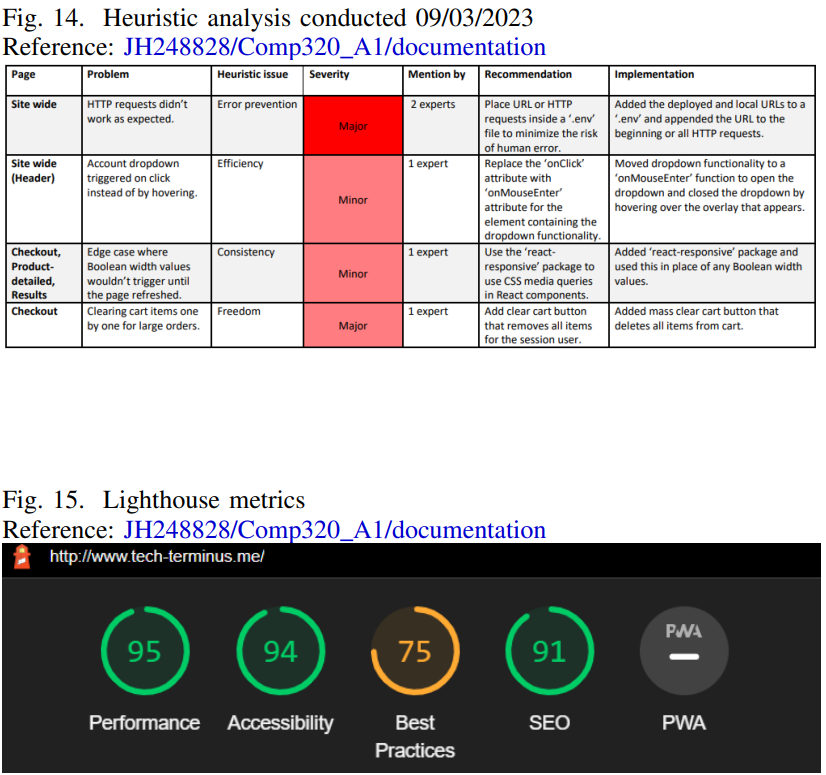 Fig. 14. Heuristic analysis conducted 09/03/2023
Reference: JH248828/Comp320_A1/documentation
Page Problem Heuristic issue Severity Mention by Recommendation Implementation
Site wide
HTTP requests didn’t
work as expected.
Error prevention
Major
2 experts
Place URL or HTTP
requests inside a ‘.env’
file to minimize the risk
of human error.
Added the deployed and local URLs to a
‘.env’ and appended the URL to the
beginning or all HTTP requests.
Site wide
(Header)
Account dropdown
triggered on click
instead of by hovering.
Efficiency
Minor
1 expert
Replace the ‘onClick’
attribute with
‘onMouseEnter’
attribute for the
element containing the
dropdown functionality.
Moved dropdown functionality to a
‘onMouseEnter’ function to open the
dropdown and closed the dropdown by
hovering over the overlay that appears.
Checkout,
Product-
detailed,
Results
Edge case where
Boolean width values
wouldn’t trigger until
the page refreshed.
Consistency
Minor
1 expert
Use the ‘react-
responsive’ package to
use CSS media queries
in React components.
Added ‘react-responsive’ package and
used this in place of any Boolean width
values.
Checkout
Clearing cart items one
by one for large orders.
Freedom
Major
1 expert
Add clear cart button
that removes all items
for the session user.
Added mass clear cart button that
deletes all items from cart.
Fig. 15. Lighthouse metrics
Reference: JH248828/Comp320_A1/documentation
http://www.tech-terminus.me/
95
94
75
91
PWA
Performance
Accessibility
Best
Practices
SEO
PWA